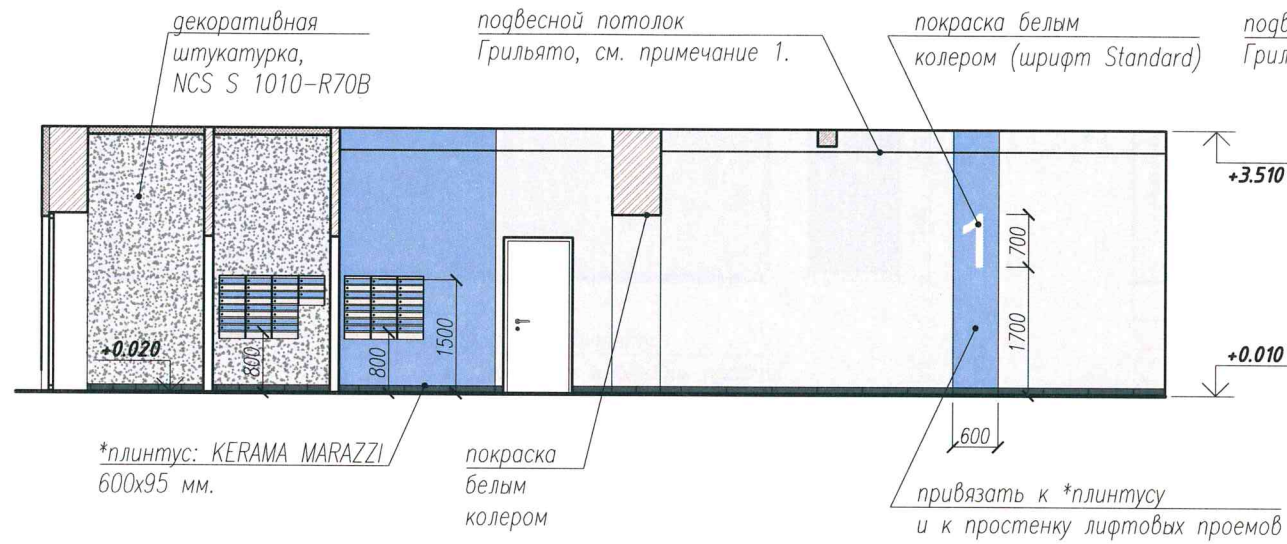 декоративная
штукатурка,
NCS S 1010-R70B
подвесной потолок
Грильято, см. примечание 1.
покраска белым
колером (шрифт Standard)
+3.510
1
700
1700
1500
800
800
+0.020
+0.010
600
*плинтус: KERAMA MARAZZI
600х95 мм.
покраска
белым
колером
привязать к *плинтусу
и к простенку лифтовых проемов